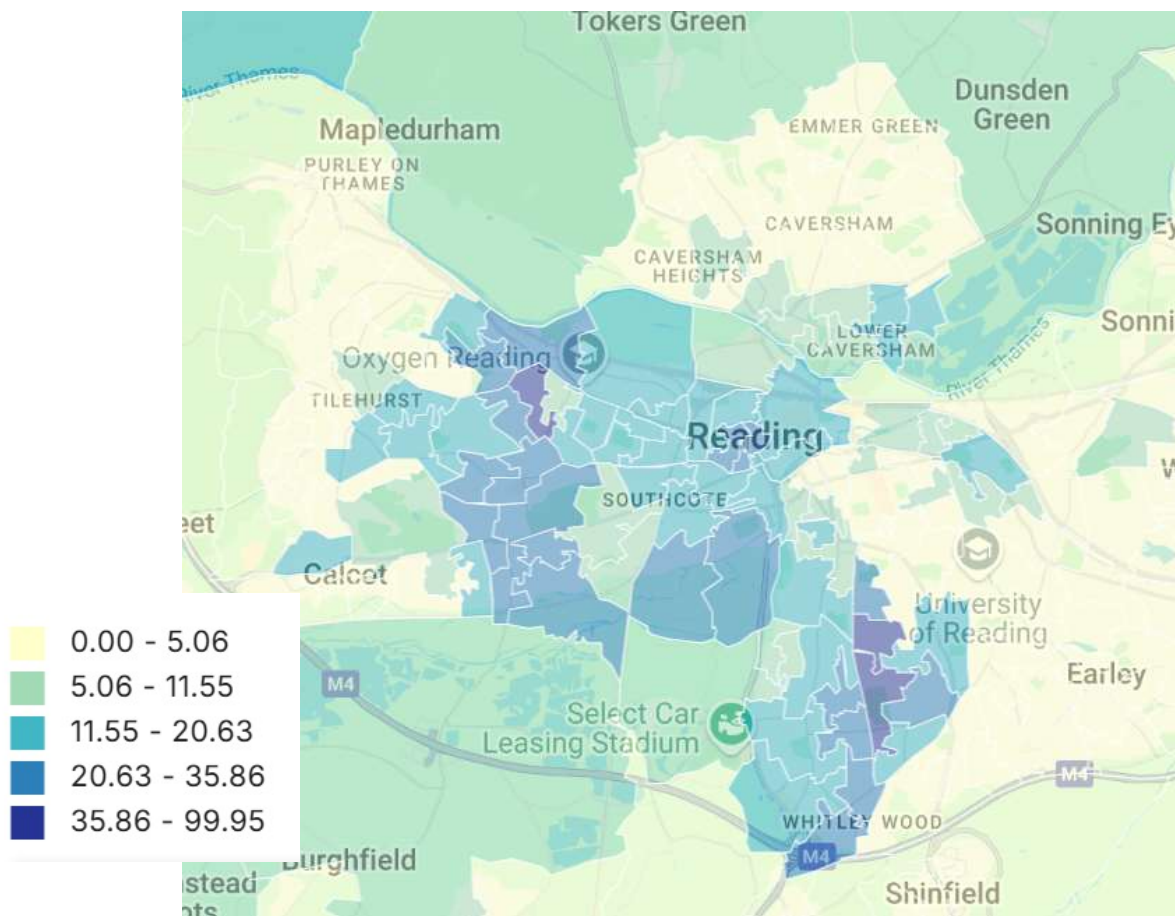 Tokers Green
River Thames
Dunsden
Green
Mapledurham
EMMER GREEN
PURLEY ON
THAMES
CAVERSHAM
Sonning Ey
CAVERSHAM
HEIGHTS
Sonni
LOWER
CAVERSHAM
Oxygen Reading
River Thames
TILEHURST
Reading
W
SOUTHCOTE
eet
Calcot
University
of Reading
0.00 - 5.06
5.06 - 11.55
11.55 - 20.63
20.63 - 35.86
35.86 - 99.95
M4
Earley
Select Car
Leasing Stadium
M4
WHITLEY WOOD
M4
Burghfield
nstead
ots
Shinfield